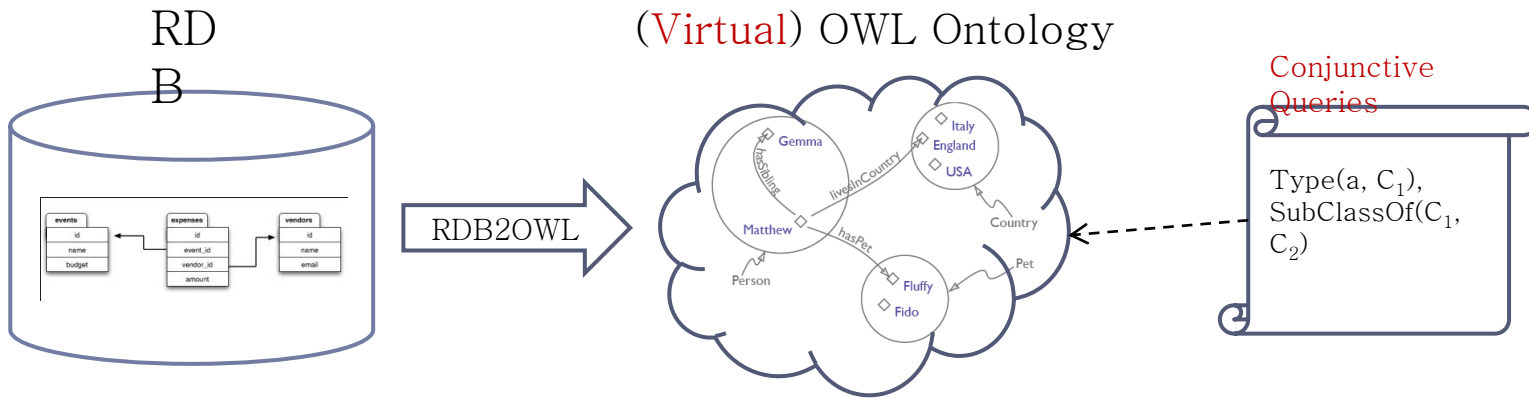 RD
B
(Virtual) OWL Ontology
Conjunctive
Queries
events
id
name
budget
expenses
id
event_id
vendor_id
amount
vendors
id
name
email
RDB2OWL
Gemma
hasSibling
Matthew
Person
livesInCountry
hasPet
Italy
England
USA
Country
Pet
Fluffy
Fido
Type(a, C₁),
SubClassOf(C₁,
C₂)